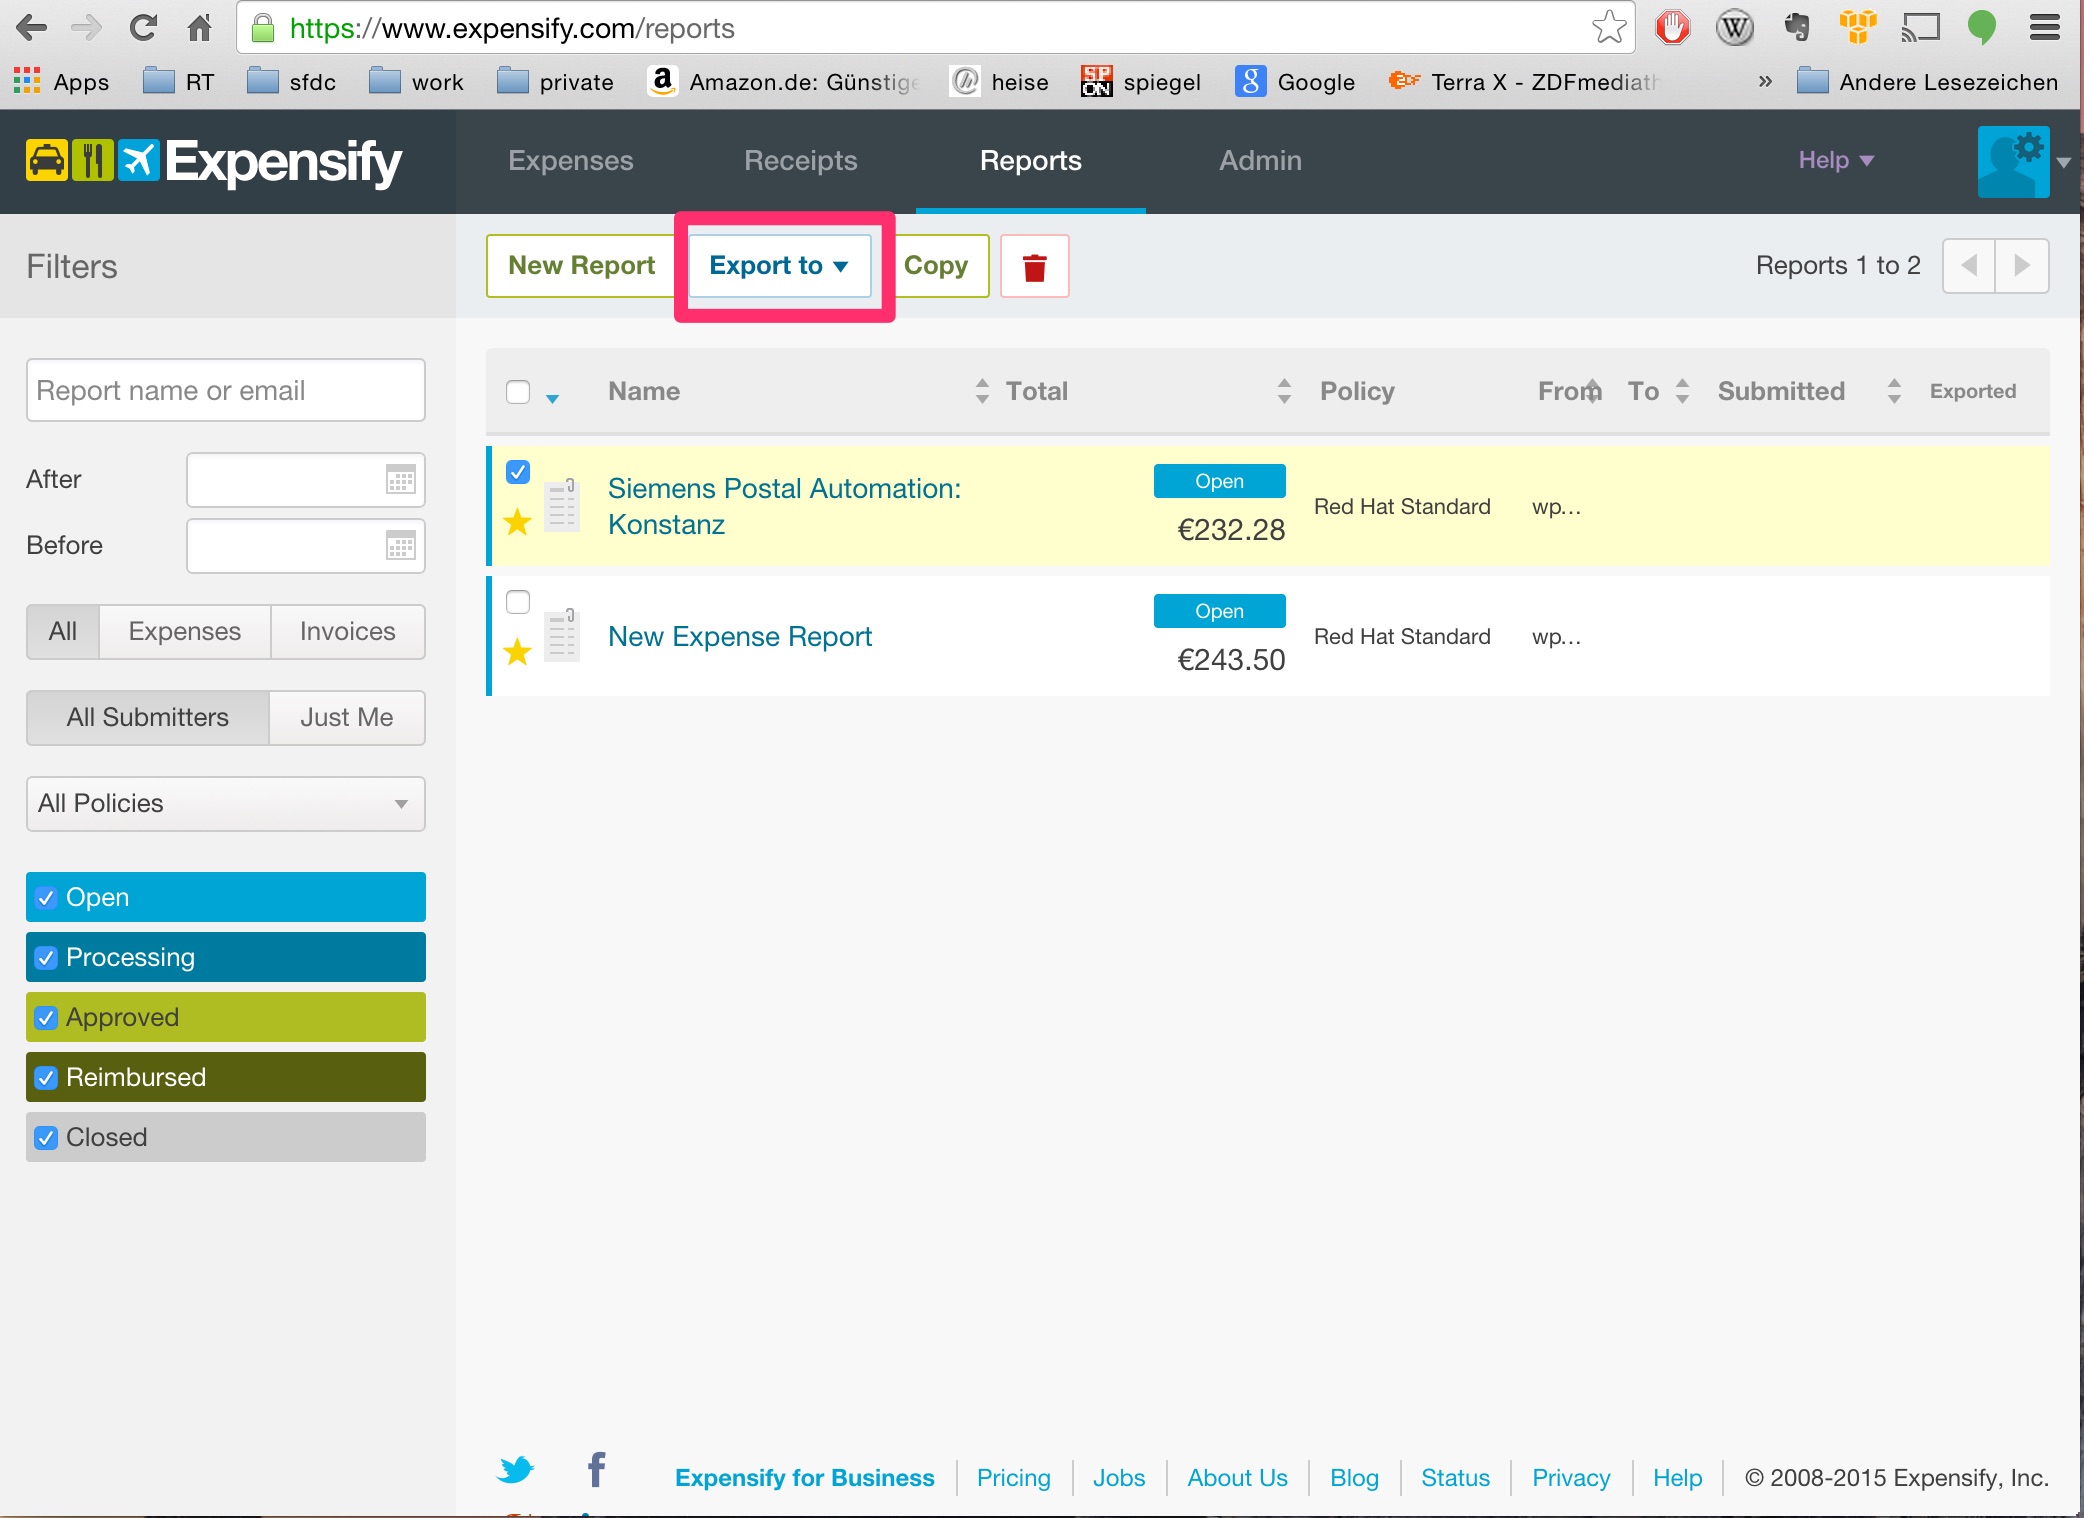 https://www.expensify.com/reports
Apps RT sfdc work private Amazon.de: Günstige heise spiegel Google Terra X - ZDFmediath » Andere Lesezeichen
Expensify Expenses Receipts Reports Admin Help
Filters New Report Export to Copy Reports 1 to 2
Report name or email
Name Total Policy From To Submitted Exported
After
Before
Siemens Postal Automation:
Konstanz
Open
€232.28
Red Hat Standard wp...
New Expense Report
Open
€243.50
Red Hat Standard wp...
All Expenses Invoices
All Submitters Just Me
All Policies
Open
Processing
Approved
Reimbursed
Closed
Expensify for Business Pricing Jobs About Us Blog Status Privacy Help © 2008-2015 Expensify, Inc.